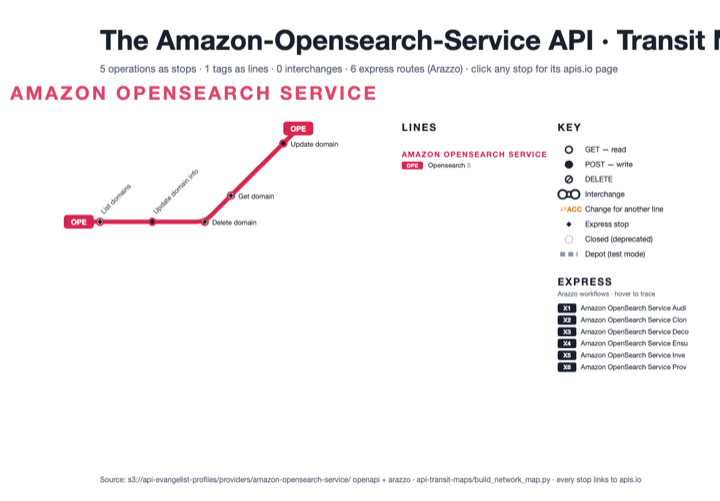 The Amazon-Opensearch-Service API · Transit
5 operations as stops · 1 tags as lines · 0 interchanges · 6 express routes (Arazzo) · click any stop for its apis.io page
AMAZON OPENSEARCH SERVICE
OPE
Update domain
List domains
Update domain info
Get domain
OPE
Delete domain
LINES
AMAZON OPENSEARCH SERVICE
OPE Opensearch 5
KEY
GET — read
POST — write
DELETE
Interchange
⇄ACC Change for another line
Express stop
Closed (deprecated)
Depot (test mode)
EXPRESS
Arazzo workflows · hover to trace
X1 Amazon OpenSearch Service Audi
X2 Amazon OpenSearch Service Clon
X3 Amazon OpenSearch Service Deco
X4 Amazon OpenSearch Service Ensu
X5 Amazon OpenSearch Service Inve
X6 Amazon OpenSearch Service Prov
Source: s3://api-evangelist-profiles/providers/amazon-opensearch-service/ openapi + arazzo · api-transit-maps/build_network_map.py · every stop links to apis.io